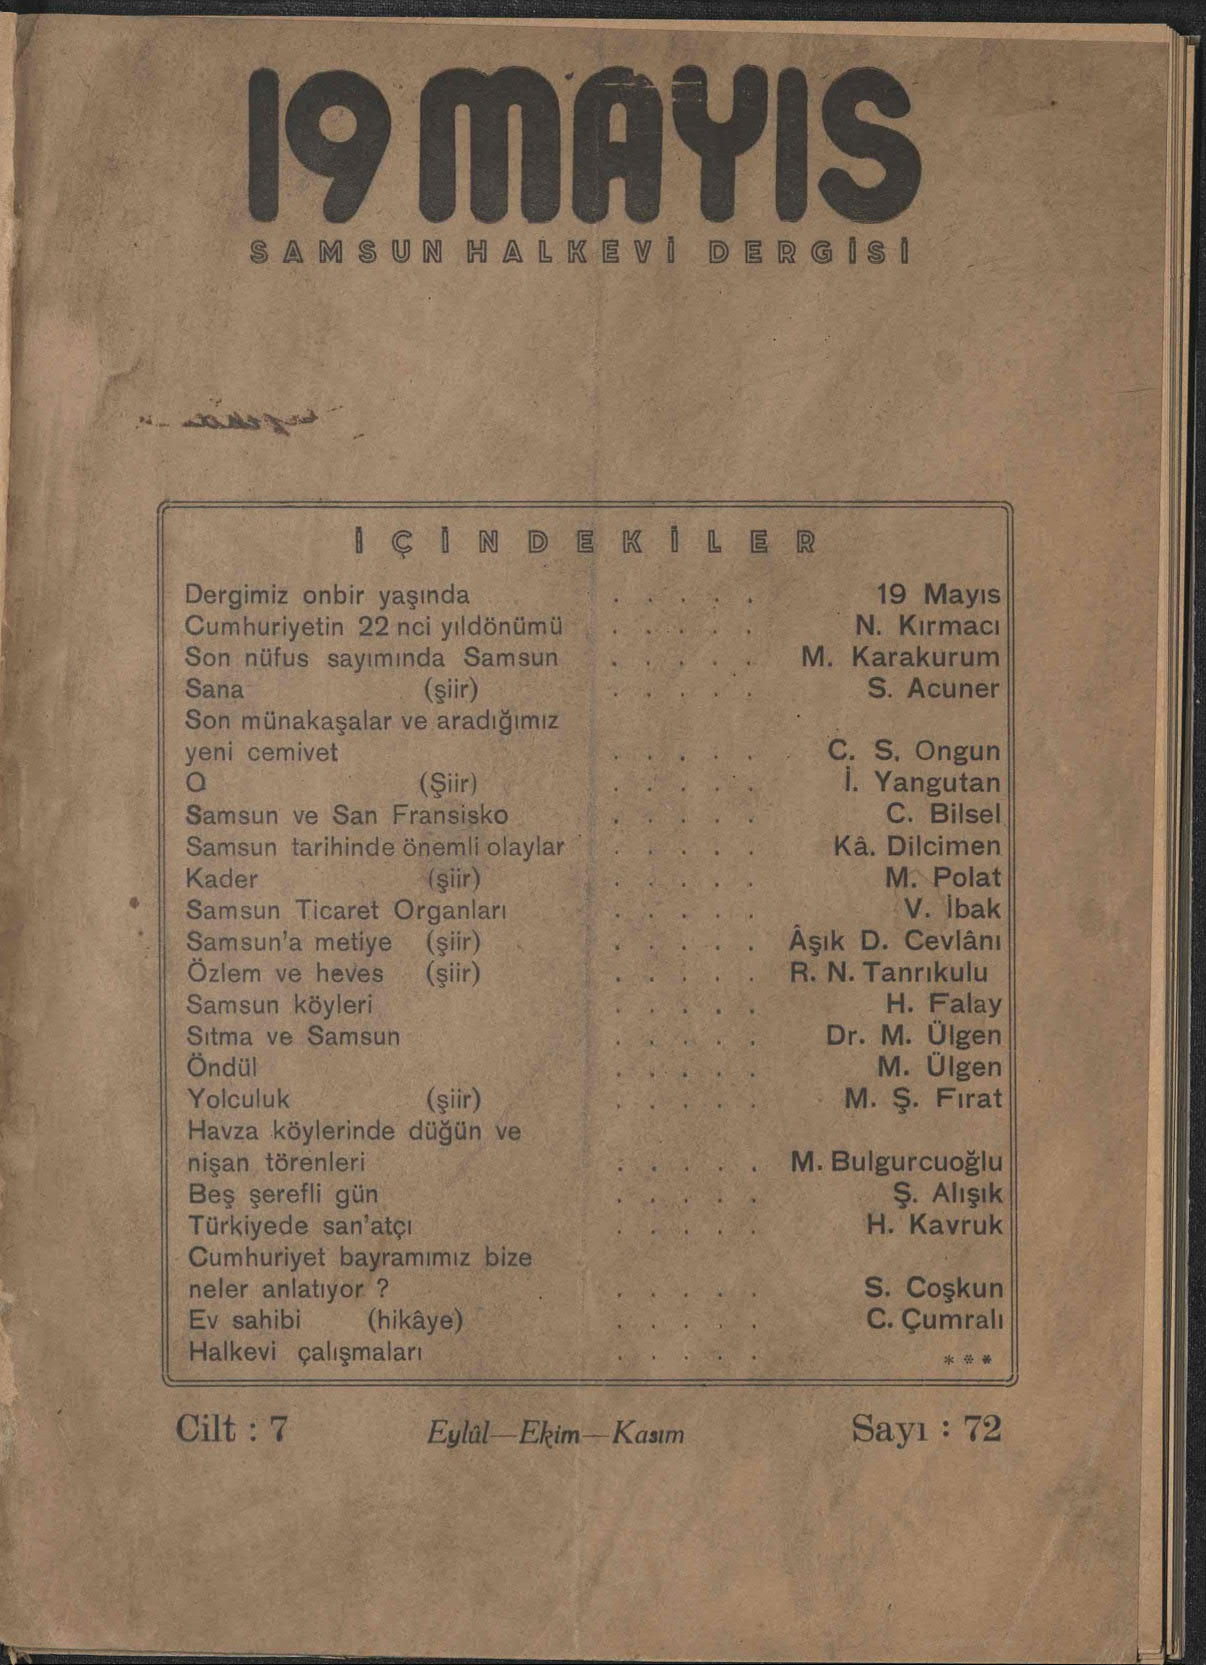 19 MAYIS
SAMSUN HALKEVİ DERGİSİ
İÇİNDEKİLER
Dergimiz onbir yaşında . . . . . 19 Mayıs
Cumhuriyetin 22 nci yıldönümü . . . . . N. Kırmacı
Son nüfus sayımında Samsun . . . . . M. Karakurum
Sana (şiir) . . . . . S. Acuner
Son münakaşalar ve aradığımız
yeni cemivet . . . . . C. S. Ongun
O (Şiir) . . . . . İ. Yangutan
Samsun ve San Fransisko . . . . . C. Bilsel
Samsun tarihinde önemli olaylar . . . . . Kâ. Dilcimen
Kader (şiir) . . . . . M. Polat
Samsun Ticaret Organları . . . . . V. İbak
Samsun'a metiye (şiir) . . . . . Âşık D. Cevlânı
Özlem ve heves (şiir) . . . . . R. N. Tanrıkulu
Samsun köyleri . . . . . H. Falay
Sıtma ve Samsun . . . . . Dr. M. Ülgen
Öndül . . . . . M. Ülgen
Yolculuk (şiir) . . . . . M. Ş. Fırat
Havza köylerinde düğün ve
nişan törenleri . . . . . M. Bulgurcuoğlu
Beş şerefli gün . . . . . Ş. Alışık
Türkiyede san'atçı . . . . . H. Kavruk
Cumhuriyet bayramımız bize
neler anlatıyor ? . . . . . S. Coşkun
Ev sahibi (hikâye) . . . . . C. Çumralı
Halkevi çalışmaları . . . . . * * *
Cilt : 7 Eylûl—Ekim—Kasım Sayı : 72